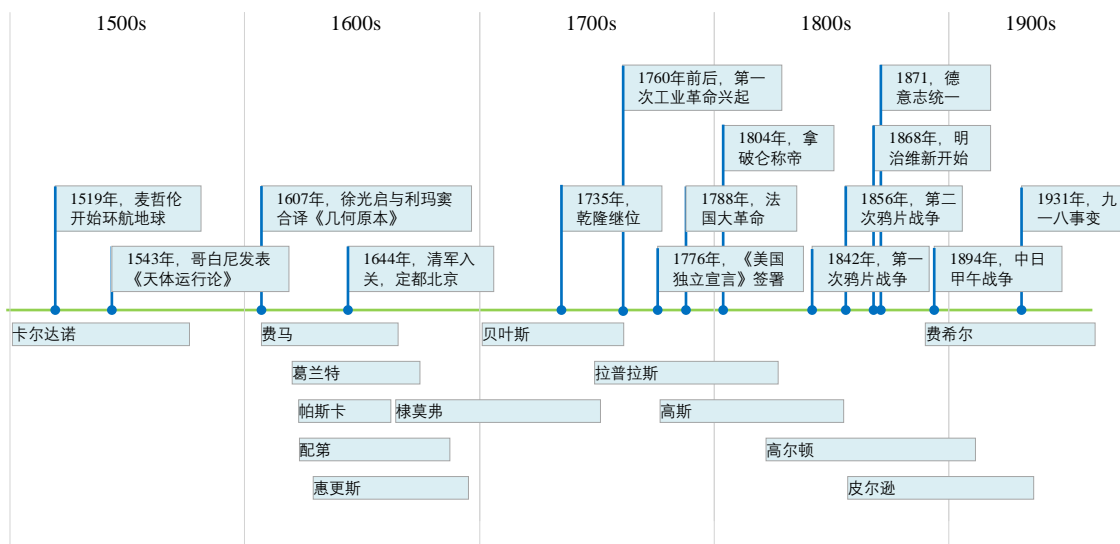 1500s
1600s
1700s
1800s
1900s
1760年前后，第一
次工业革命兴起
1871，德
意志统一
1804年，拿
破仑称帝
1868年，明
治维新开始
1519年，麦哲伦
开始环航地球
1607年，徐光启与利玛窦
合译《几何原本》
1735年，
乾隆继位
1788年，法
国大革命
1856年，第二
次鸦片战争
1931年，九
一八事变
1543年，哥白尼发表
《天体运行论》
1644年，清军入
关，定都北京
1776年，《美国
独立宣言》签署
1842年，第一
次鸦片战争
1894年，中日
甲午战争
卡尔达诺
费马
贝叶斯
费希尔
葛兰特
拉普拉斯
帕斯卡
棣莫弗
高斯
配第
高尔顿
惠更斯
皮尔逊